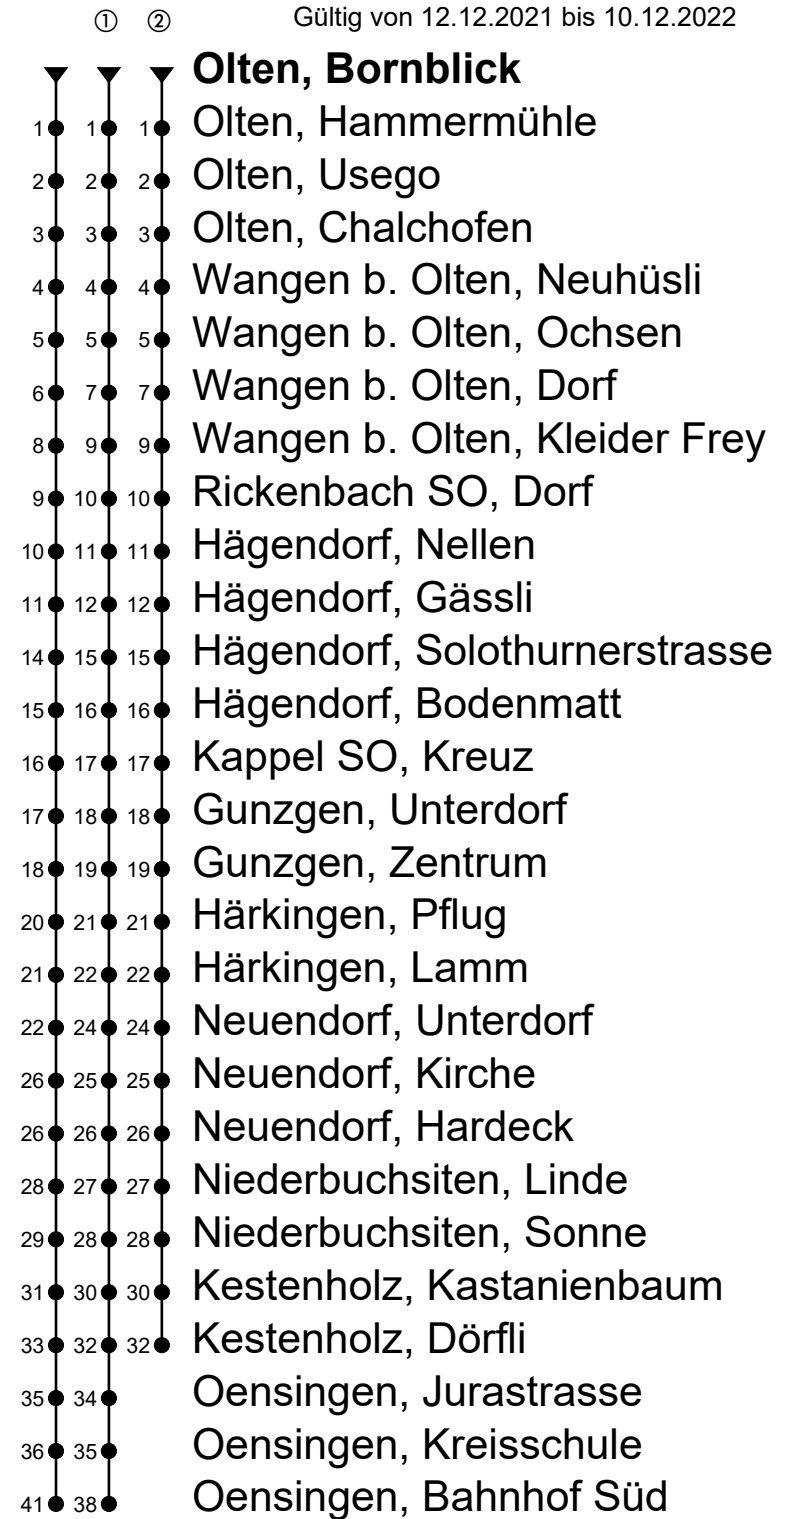 ① ② Gültig von 12.12.2021 bis 10.12.2022
Olten, Bornblick
1 1 1 Olten, Hammermühle
2 2 2 Olten, Usego
3 3 3 Olten, Chalchofen
4 4 4 Wangen b. Olten, Neuhüsli
5 5 5 Wangen b. Olten, Ochsen
6 7 7 Wangen b. Olten, Dorf
8 9 9 Wangen b. Olten, Kleider Frey
9 10 10 Rickenbach SO, Dorf
10 11 11 Hägendorf, Nellen
11 12 12 Hägendorf, Gässli
14 15 15 Hägendorf, Solothurnerstrasse
15 16 16 Hägendorf, Bodenmatt
16 17 17 Kappel SO, Kreuz
17 18 18 Gunzgen, Unterdorf
18 19 19 Gunzgen, Zentrum
20 21 21 Härkingen, Pflug
21 22 22 Härkingen, Lamm
22 24 24 Neuendorf, Unterdorf
26 25 25 Neuendorf, Kirche
26 26 26 Neuendorf, Hardeck
28 27 27 Niederbuchsiten, Linde
29 28 28 Niederbuchsiten, Sonne
31 30 30 Kestenholz, Kastanienbaum
33 32 32 Kestenholz, Dörfli
35 34 Oensingen, Jurastrasse
36 35 Oensingen, Kreisschule
41 38 Oensingen, Bahnhof Süd